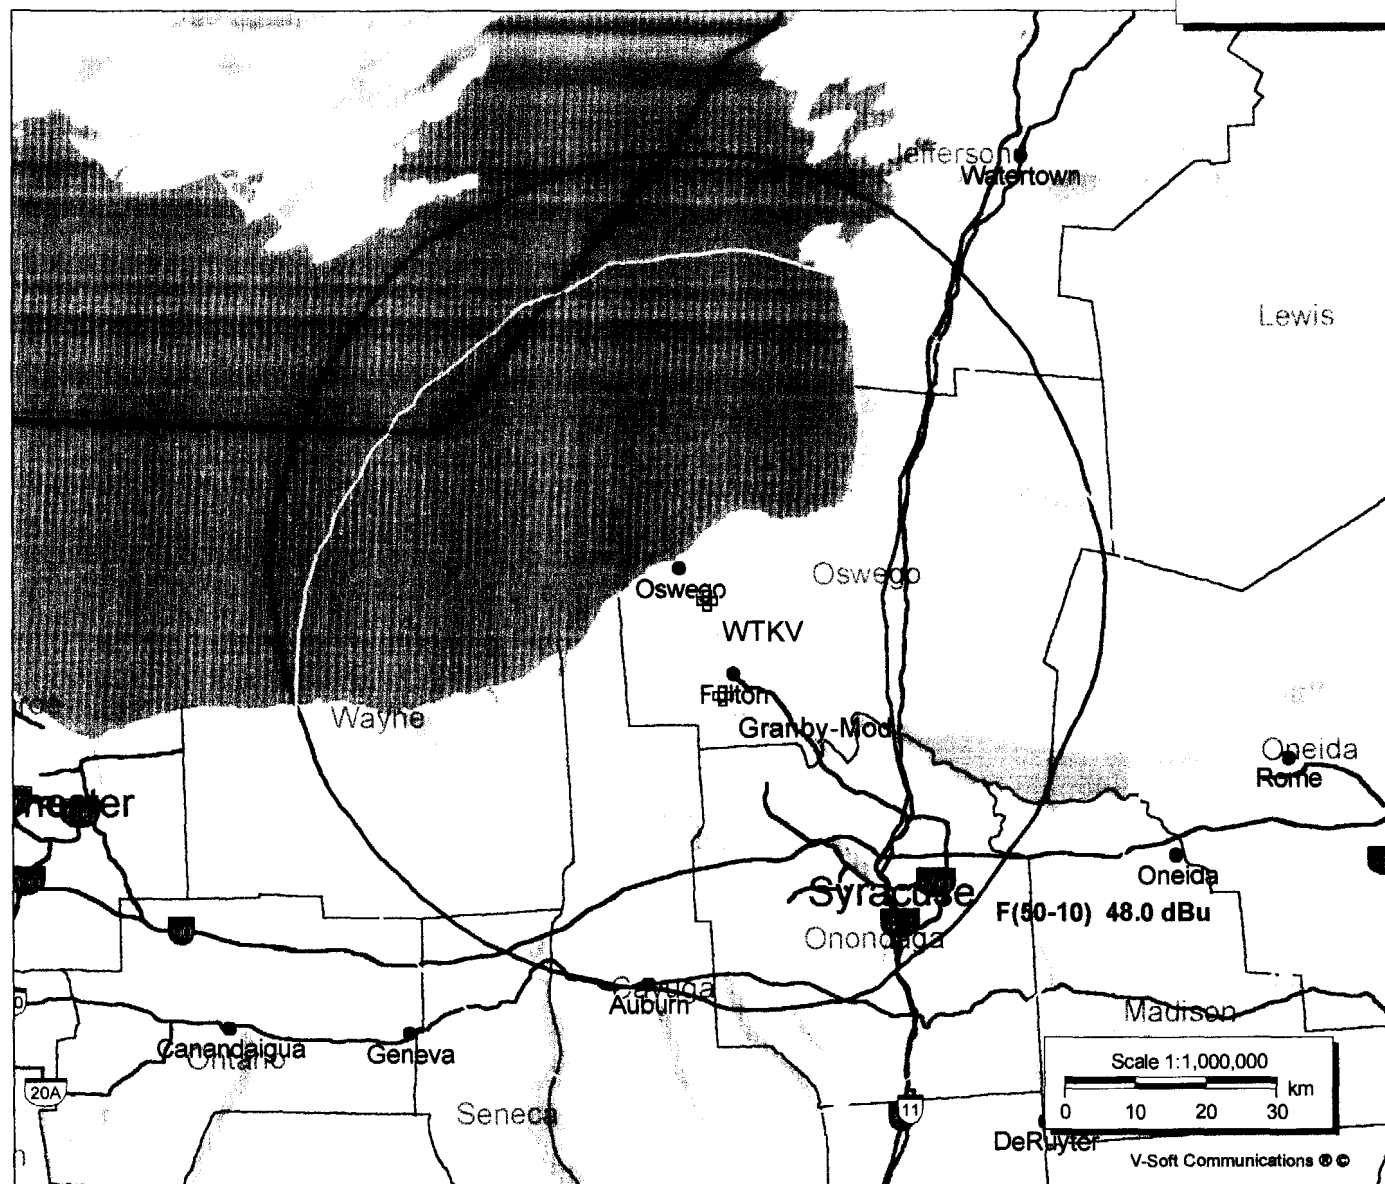 Jefferson
Watertown
Lewis
Oswego
Oswego
WTKV
Fulton
Granby-Mod
Wayne
Oneida
Rome
Oneida
Syracuse
F(50-10) 48.0 dBu
Onondaga
Cayuga
Auburn
Madison
Canandaigua
Ontario
Geneva
Scale 1:1,000,000
km
0 10 20 30
20A
Seneca
11
DeRuyter
V-Soft Communications ® ©